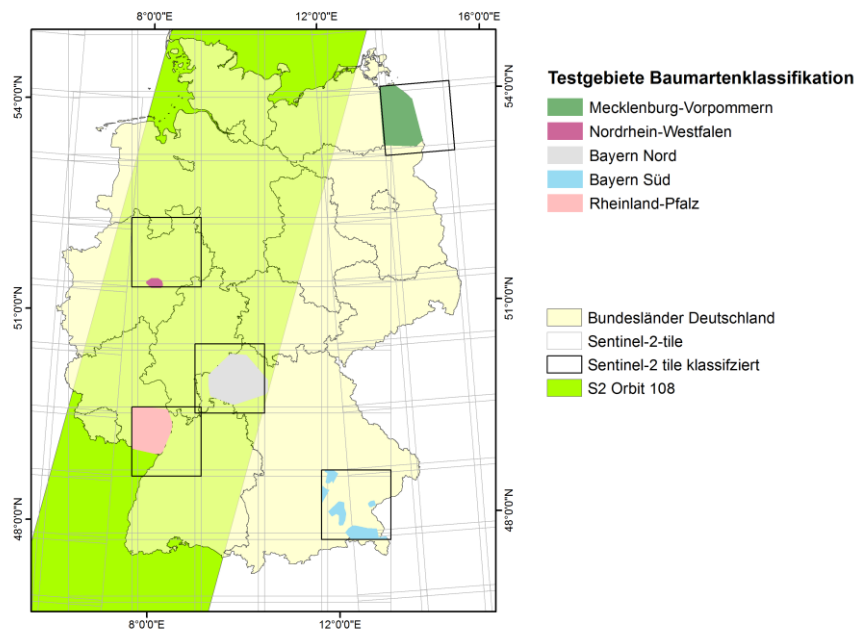 8°0'0"E 12°0'0"E 16°0'0"E
54°0'0"N
54°0'0"N
51°0'0"N
51°0'0"N
48°0'0"N
48°0'0"N
8°0'0"E 12°0'0"E
Testgebiete Baumartenklassifikation
Mecklenburg-Vorpommern
Nordrhein-Westfalen
Bayern Nord
Bayern Süd
Rheinland-Pfalz
Bundesländer Deutschland
Sentinel-2-tile
Sentinel-2 tile klassifziert
S2 Orbit 108